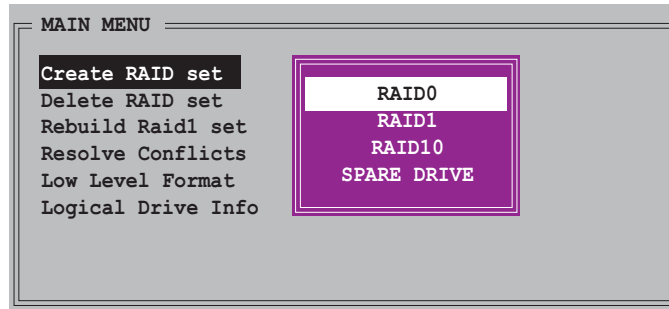 MAIN MENU
Create RAID set
Delete RAID set
Rebuild Raid1 set
Resolve Conflicts
Low Level Format
Logical Drive Info
RAID0
RAID1
RAID10
SPARE DRIVE